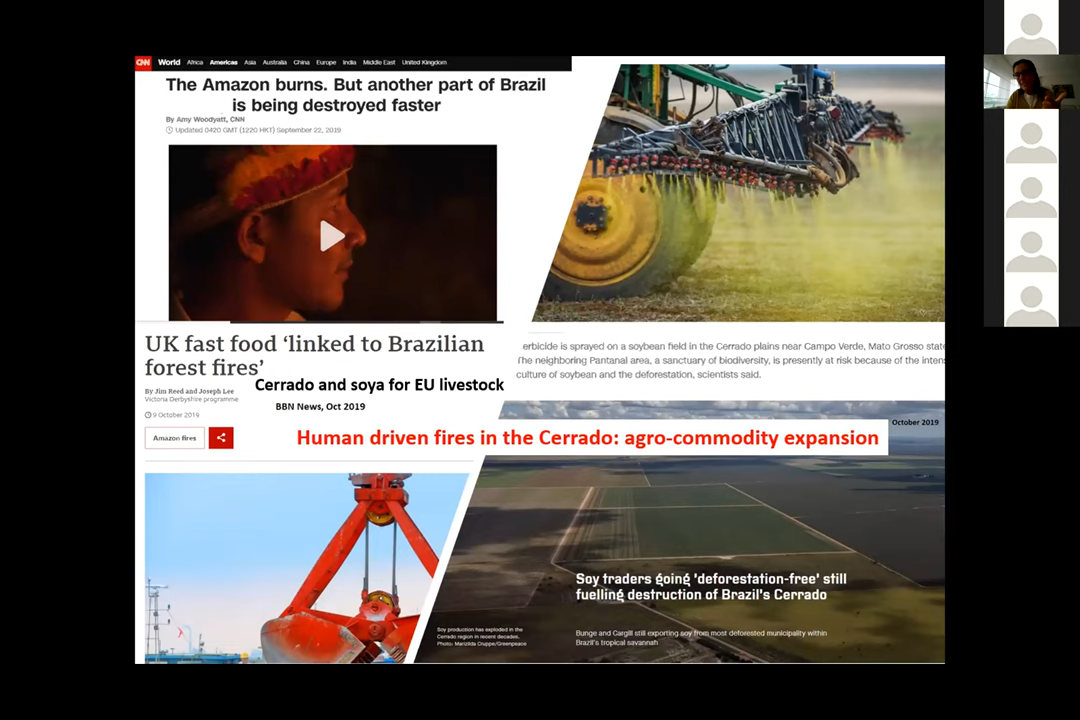 CNN World Africa Americas Asia Australia China Europe India Middle East United Kingdom
The Amazon burns. But another part of Brazil
is being destroyed faster
By Amy Woodyatt, CNN
Updated 0420 GMT (1220 HKT) September 22, 2019
UK fast food ‘linked to Brazilian
forest fires’
By Jim Reed and Joseph Lee
Victoria Derbyshire programme
9 October 2019
Amazon fires
Cerrado and soya for EU livestock
BBN News, Oct 2019
erbicide is sprayed on a soybean field in the Cerrado plains near Campo Verde, Mato Grosso state
The neighboring Pantanal area, a sanctuary of biodiversity, is presently at risk because of the intens
culture of soybean and the deforestation, scientists said.
October 2019
Human driven fires in the Cerrado: agro-commodity expansion
Soy traders going 'deforestation-free' still
fuelling destruction of Brazil's Cerrado
Bunge and Cargill still exporting soy from most deforested municipality within
Brazil's tropical savannah
Soy production has exploded in the
Cerrado region in recent decades.
Photo: Marizilda Cruppe/Greenpeace